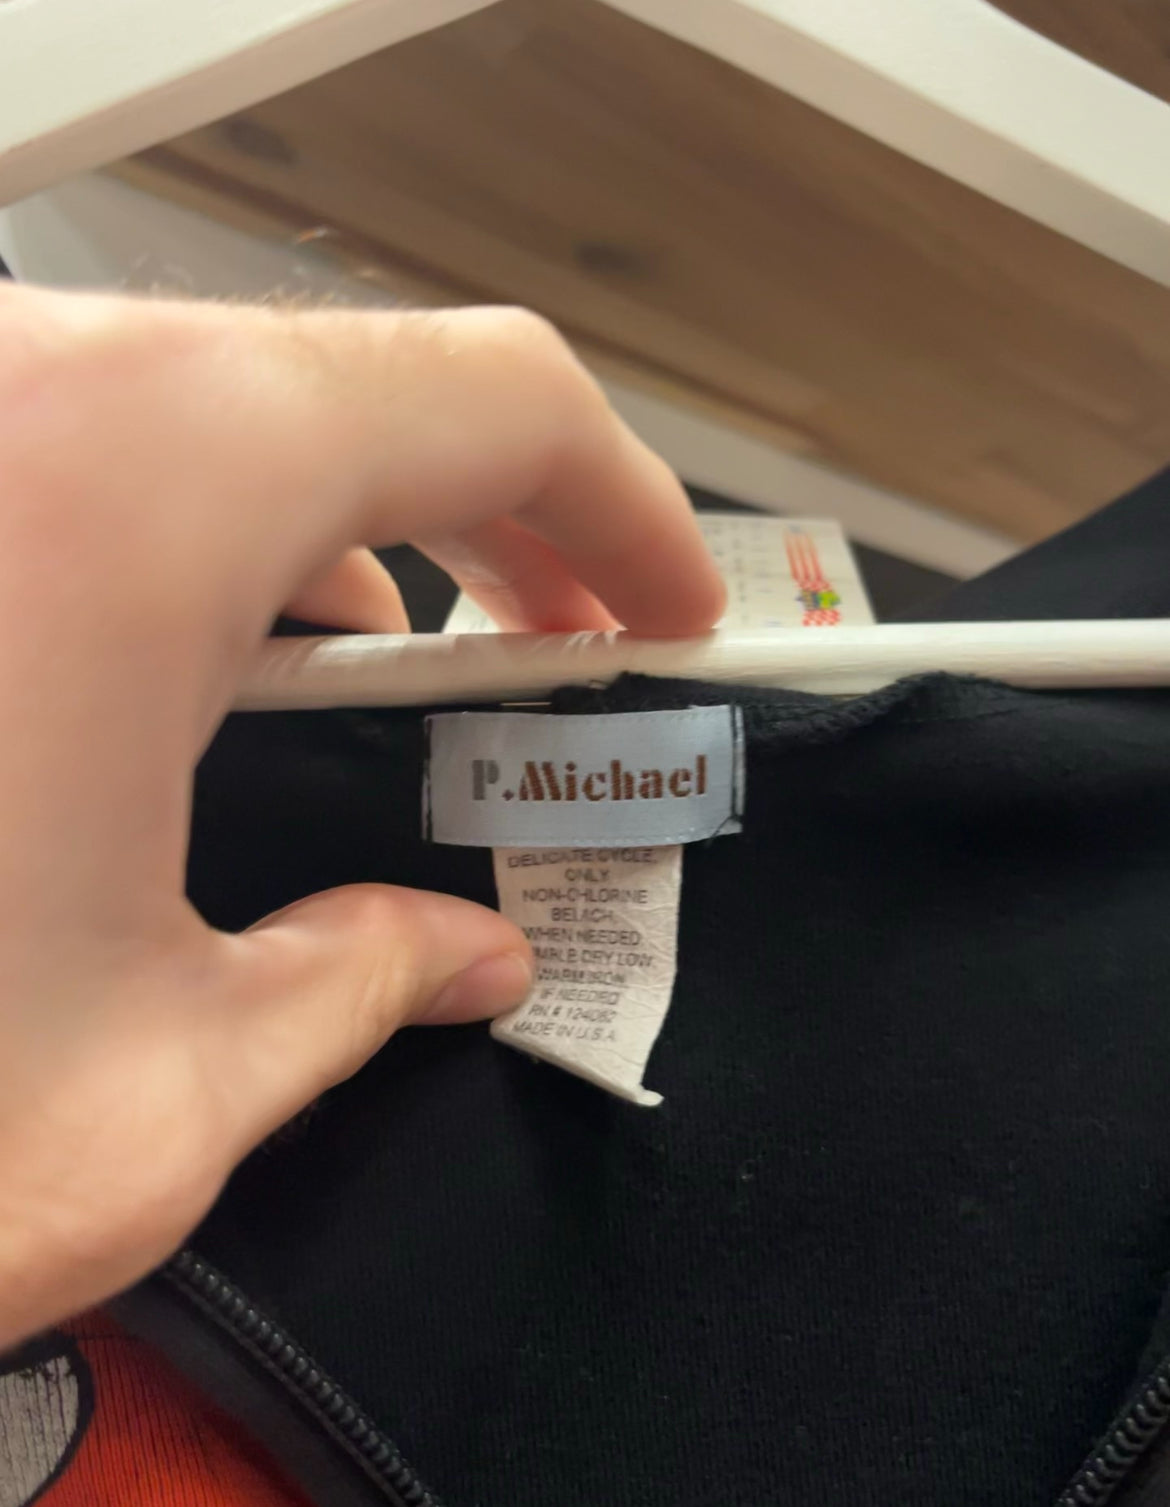 P.Michael
DELICATE CYCLE.
ONLY
NON-CHLORINE
BELACH.
WHEN NEEDED
DRY LOW.
WARM IRON
IF NEEDED
RN # 124082
MADE IN U.S.A